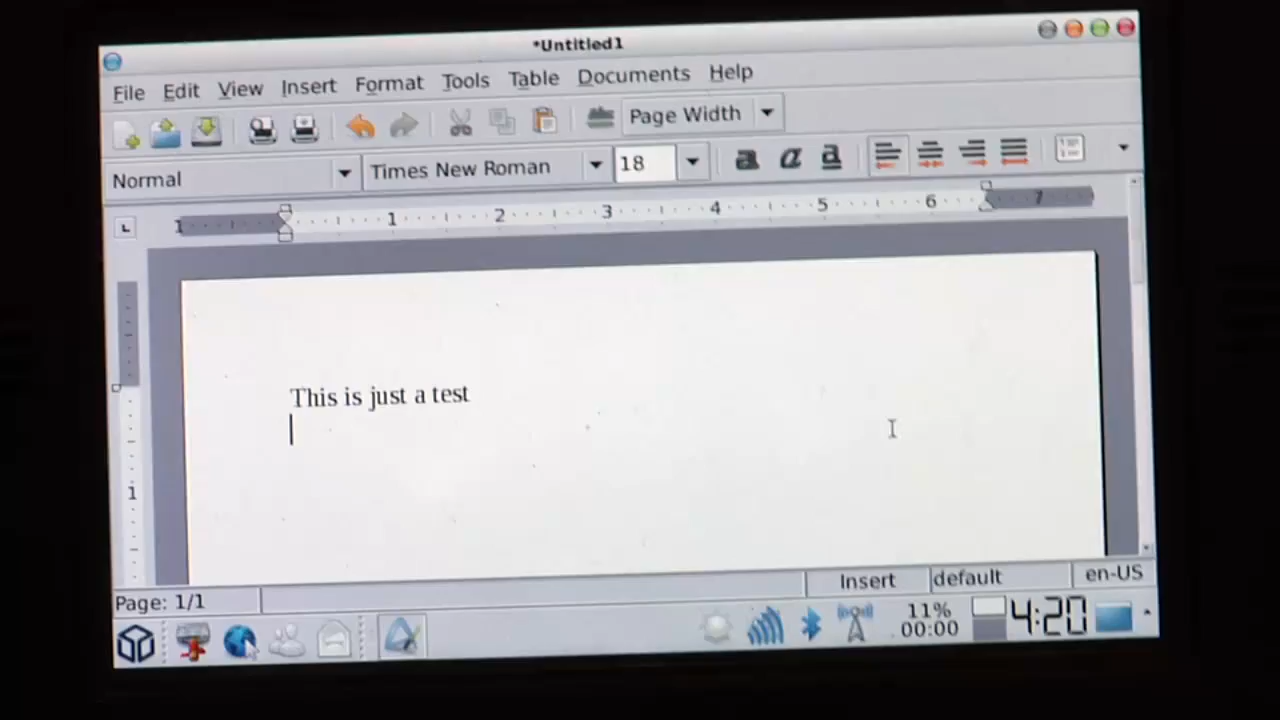 *Untitled1
File Edit View Insert Format Tools Table Documents Help
Page Width
Normal Times New Roman 18
1 1 2 3 4 5 6 7
This is just a test
1
Page: 1/1 Insert default en-US
11%
00:00
4:20